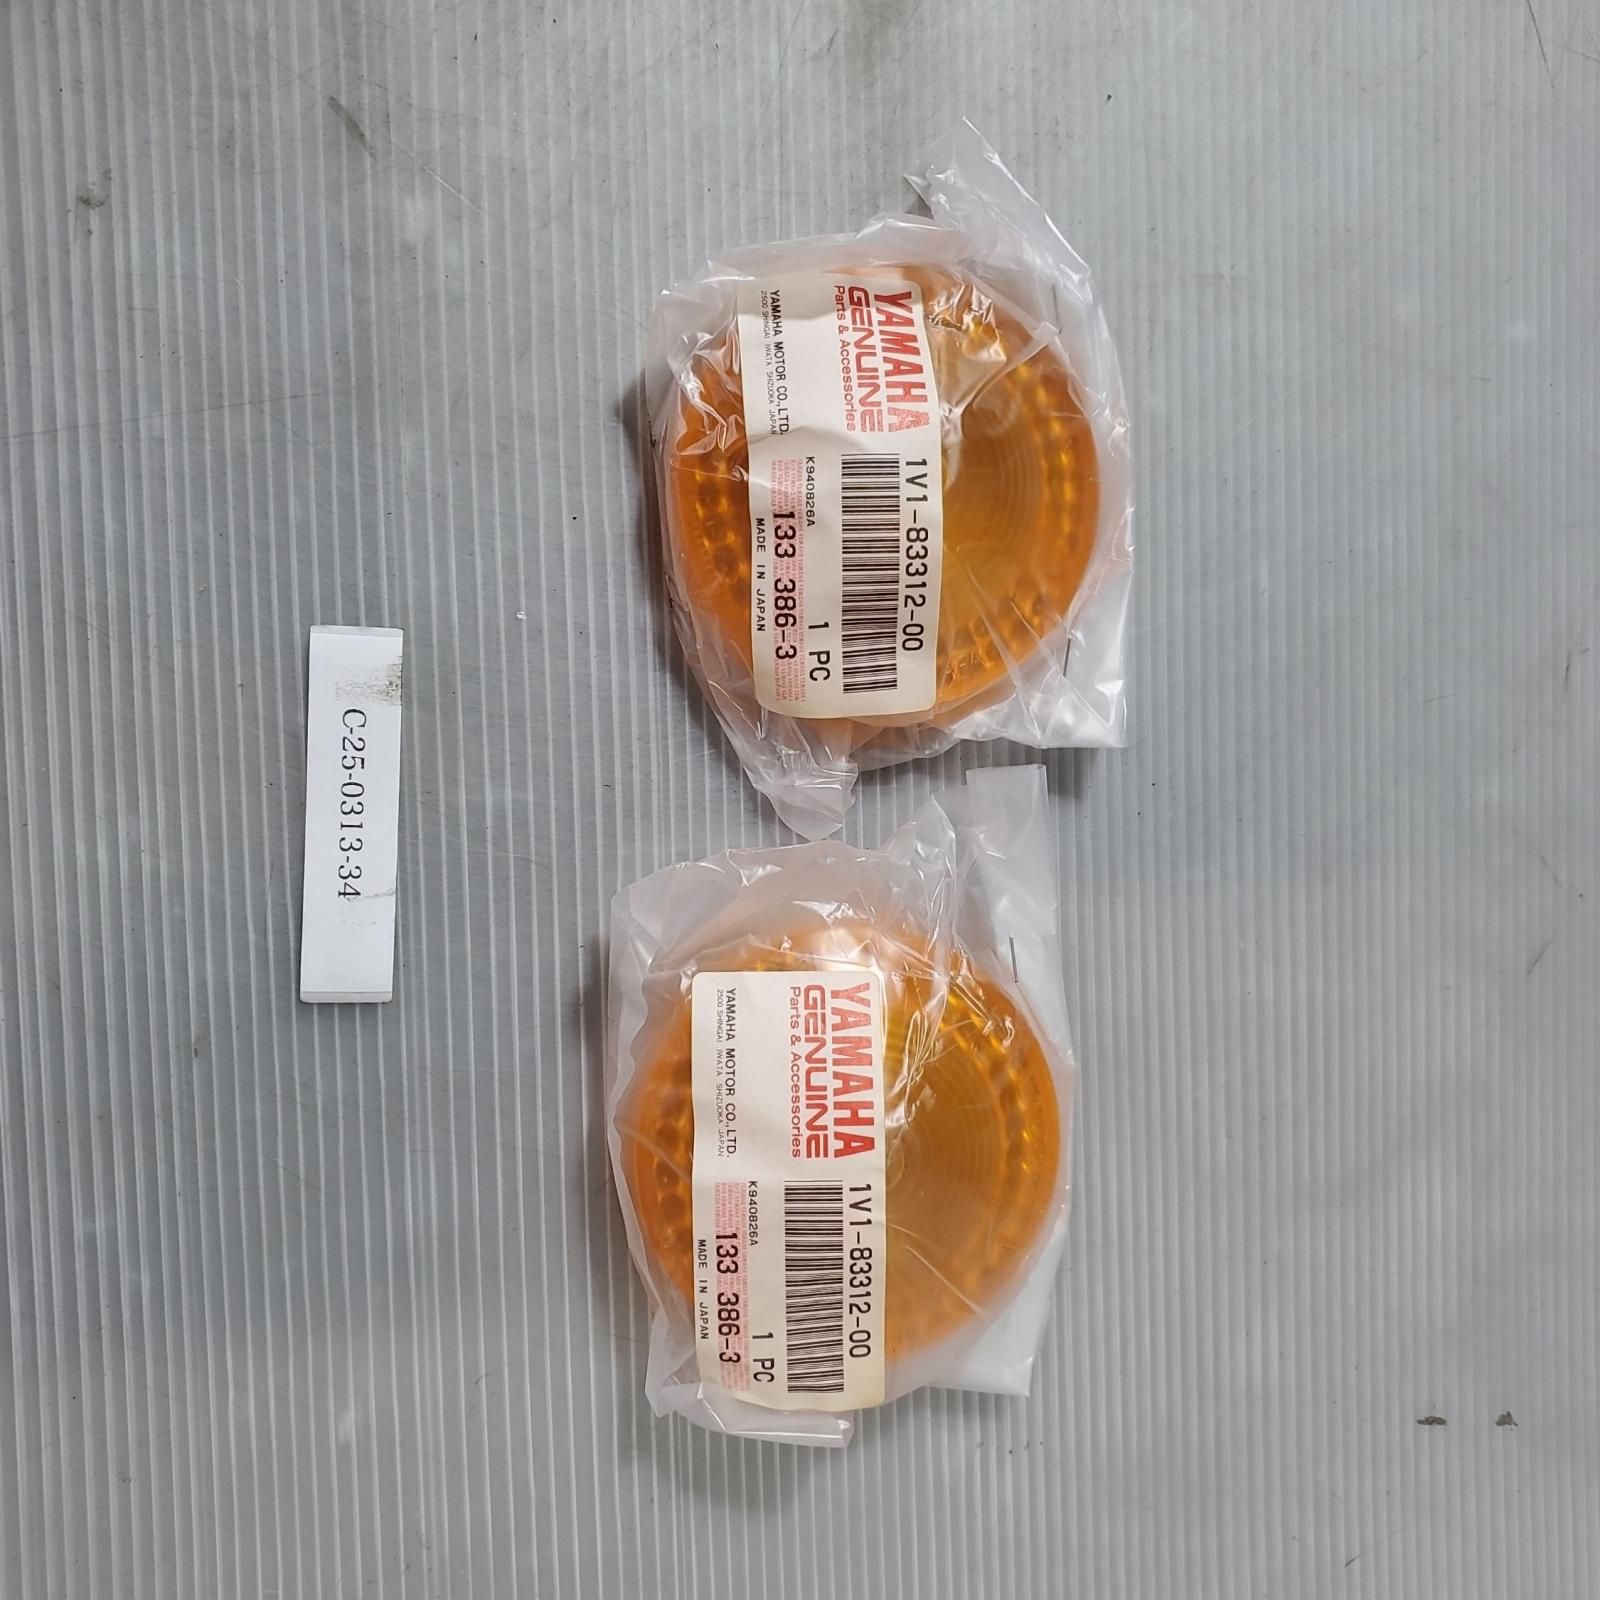 C-25-0313-34
YAMAHA
GENUINE
Parts & Accessories
YAMAHA MOTOR CO., LTD.
2500 SHINGAI IWATA SHIZUOKA JAPAN
1V1-83312-00
1 PC
K940826A
133 386-3
MADE IN JAPAN
YAMAHA
GENUINE
Parts & Accessories
YAMAHA MOTOR CO., LTD.
2500 SHINGAI IWATA SHIZUOKA JAPAN
1V1-83312-00
1 PC
K940826A
133 386-3
MADE IN JAPAN